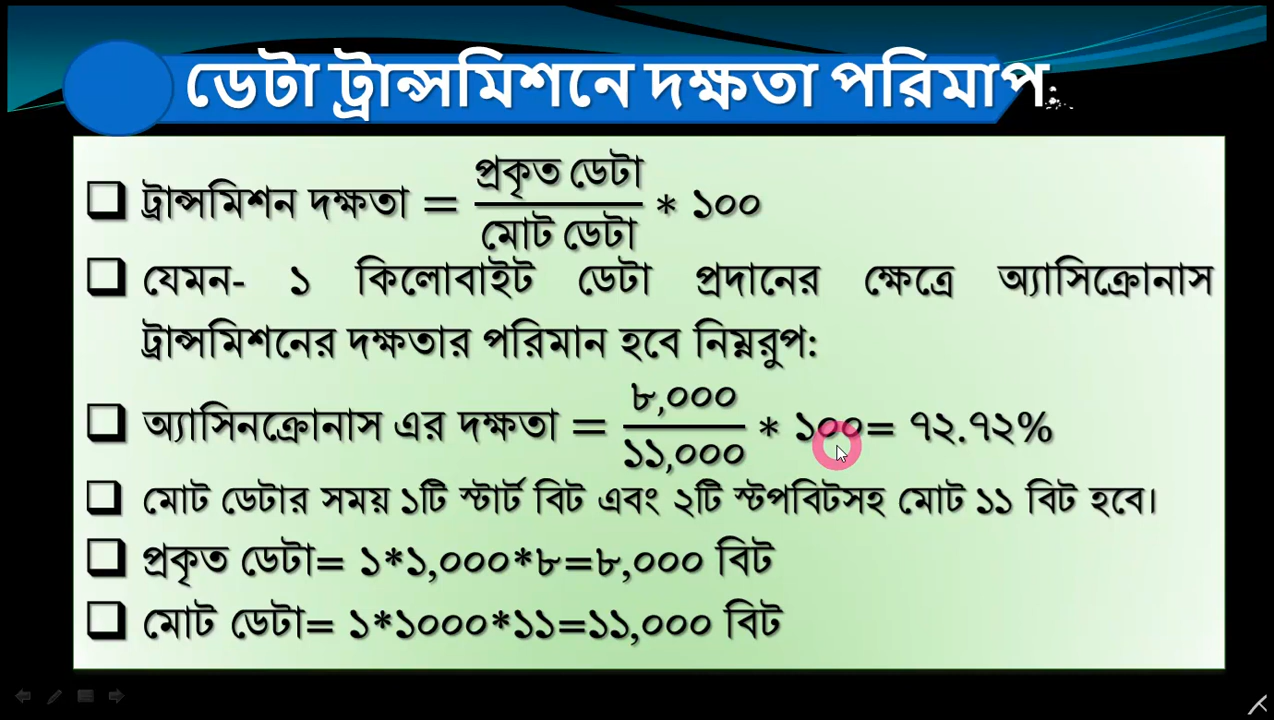 ডেটা ট্রান্সমিশনে দক্ষতা পরিমাপ:
ট্রান্সমিশন দক্ষতা = প্রকৃত ডেটা / মোট ডেটা * ১০০
যেমন- ১ কিলোবাইট ডেটা প্রদানের ক্ষেত্রে অ্যাসিক্রোনাস
ট্রান্সমিশনের দক্ষতার পরিমান হবে নিম্নরুপ:
অ্যাসিনক্রোনাস এর দক্ষতা = ৮,০০০ / ১১,০০০ * ১০০= ৭২.৭২%
মোট ডেটার সময় ১টি স্টার্ট বিট এবং ২টি স্টপবিটসহ মোট ১১ বিট হবে।
প্রকৃত ডেটা= ১*১,০০০*৮=৮,০০০ বিট
মোট ডেটা= ১*১০০০*১১=১১,০০০ বিট